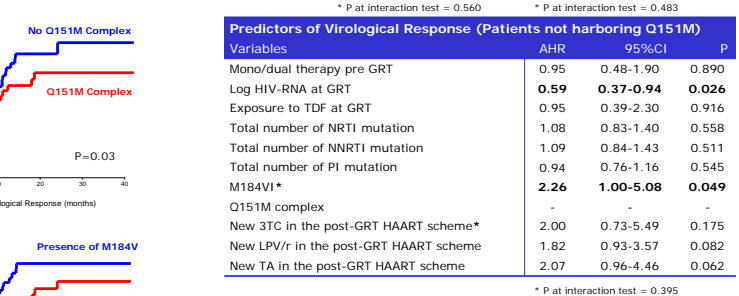 * P at interaction test = 0.560 * P at interaction test = 0.483
No Q151M Complex
Q151M Complex
P=0.03
20 30 40
ological Response (months)
Presence of M184V
Predictors of Virological Response (Patients not harboring Q151M)
Variables AHR 95%CI P
Mono/dual therapy pre GRT 0.95 0.48-1.90 0.890
Log HIV-RNA at GRT 0.59 0.37-0.94 0.026
Exposure to TDF at GRT 0.95 0.39-2.30 0.916
Total number of NRTI mutation 1.08 0.83-1.40 0.558
Total number of NNRTI mutation 1.09 0.84-1.43 0.511
Total number of PI mutation 0.94 0.76-1.16 0.545
M184VI* 2.26 1.00-5.08 0.049
Q151M complex - - -
New 3TC in the post-GRT HAART scheme* 2.00 0.73-5.49 0.175
New LPV/r in the post-GRT HAART scheme 1.82 0.93-3.57 0.082
New TA in the post-GRT HAART scheme 2.07 0.96-4.46 0.062
* P at interaction test = 0.395